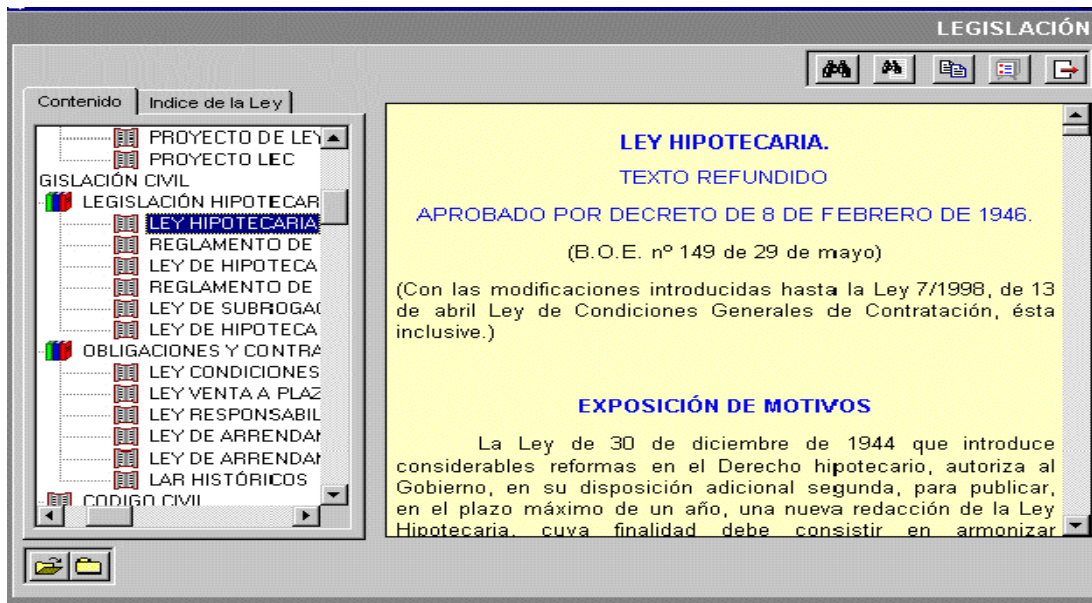 LEGISLACIÓN
Contenido
Indice de la Ley
PROYECTO DE LEY
PROYECTO LEC
GISLACIÓN CIVIL
LEGISLACIÓN HIPOTECAR
LEY HIPOTECARIA
REGLAMENTO DE
LEY DE HIPOTECA
REGLAMENTO DE
LEY DE SUBROGAC
LEY DE HIPOTECA
OBLIGACIONES Y CONTRA
LEY CONDICIONES
LEY VENTA A PLAZ
LEY RESPONSABIL
LEY DE ARRENDAM
LEY DE ARRENDAM
LAR HISTÓRICOS
CODIGO CIVIL
LEY HIPOTECARIA.
TEXTO REFUNDIDO
APROBADO POR DECRETO DE 8 DE FEBRERO DE 1946.
(B.O.E. nº 149 de 29 de mayo)
(Con las modificaciones introducidas hasta la Ley 7/1998, de 13
de abril Ley de Condiciones Generales de Contratación, ésta
inclusive.)
EXPOSICIÓN DE MOTIVOS
La Ley de 30 de diciembre de 1944 que introduce
considerables reformas en el Derecho hipotecario, autoriza al
Gobierno, en su disposición adicional segunda, para publicar,
en el plazo máximo de un año, una nueva redacción de la Ley
Hipotecaria, cuya finalidad debe consistir en armonizar